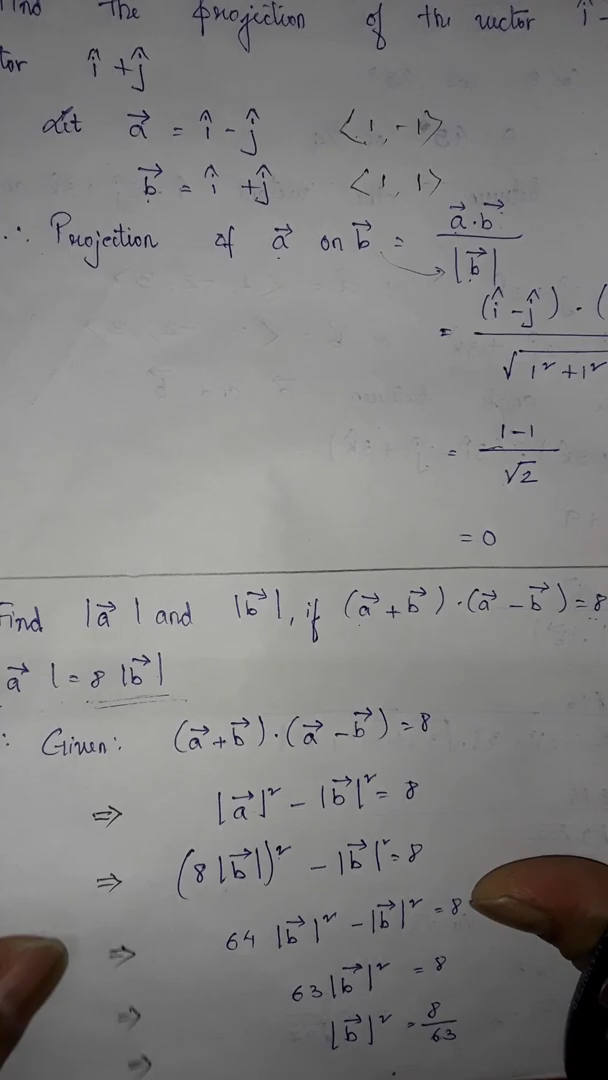 Find the projection of the vector î -
tor î + ĵ
Let a⃗ = î - ĵ <1, -1>
b⃗ = î + ĵ <1, 1>
∴ Projection of a⃗ on b⃗ = a⃗·b⃗ / |b⃗|
= (î - ĵ) · ( / √1² + 1²
= 1-1 / √2
= 0
Find |a⃗| and |b⃗|, if (a⃗ + b⃗)·(a⃗ - b⃗) = 8
a⃗| = 8|b⃗|
: Given: (a⃗ + b⃗)·(a⃗ - b⃗) = 8
⇒ |a⃗|² - |b⃗|² = 8
⇒ (8|b⃗|)² - |b⃗|² = 8
⇒ 64 |b⃗|² - |b⃗|² = 8
⇒ 63|b⃗|² = 8
⇒ |b⃗|² = 8/63